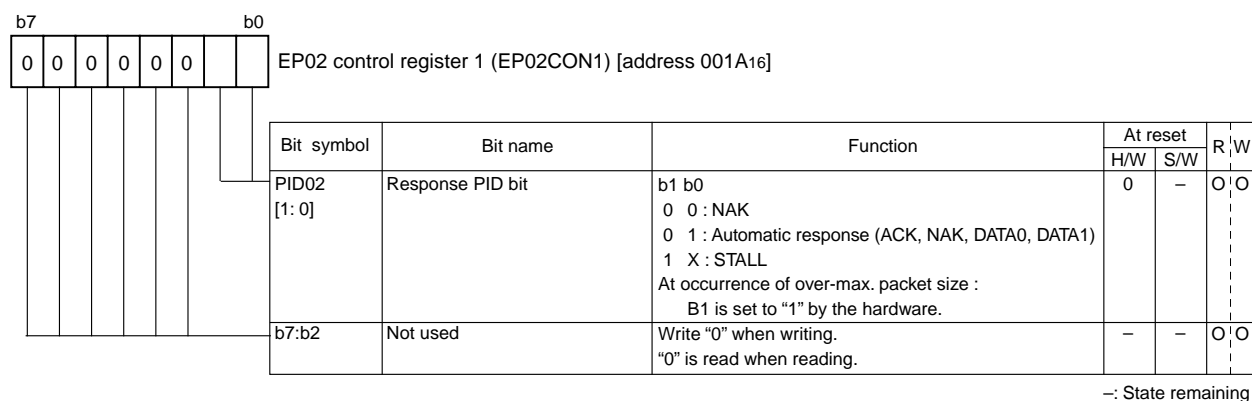 b7 b0
0 0 0 0 0 0 EP02 control register 1 (EP02CON1) [address 001A16]
Bit symbol Bit name Function At reset R W
H/W S/W
PID02 Response PID bit b1 b0 0 – O O
[1: 0] 0 0 : NAK
0 1 : Automatic response (ACK, NAK, DATA0, DATA1)
1 X : STALL
At occurrence of over-max. packet size :
B1 is set to “1” by the hardware.
b7:b2 Not used Write “0” when writing. – – O O
“0” is read when reading.
–: State remaining